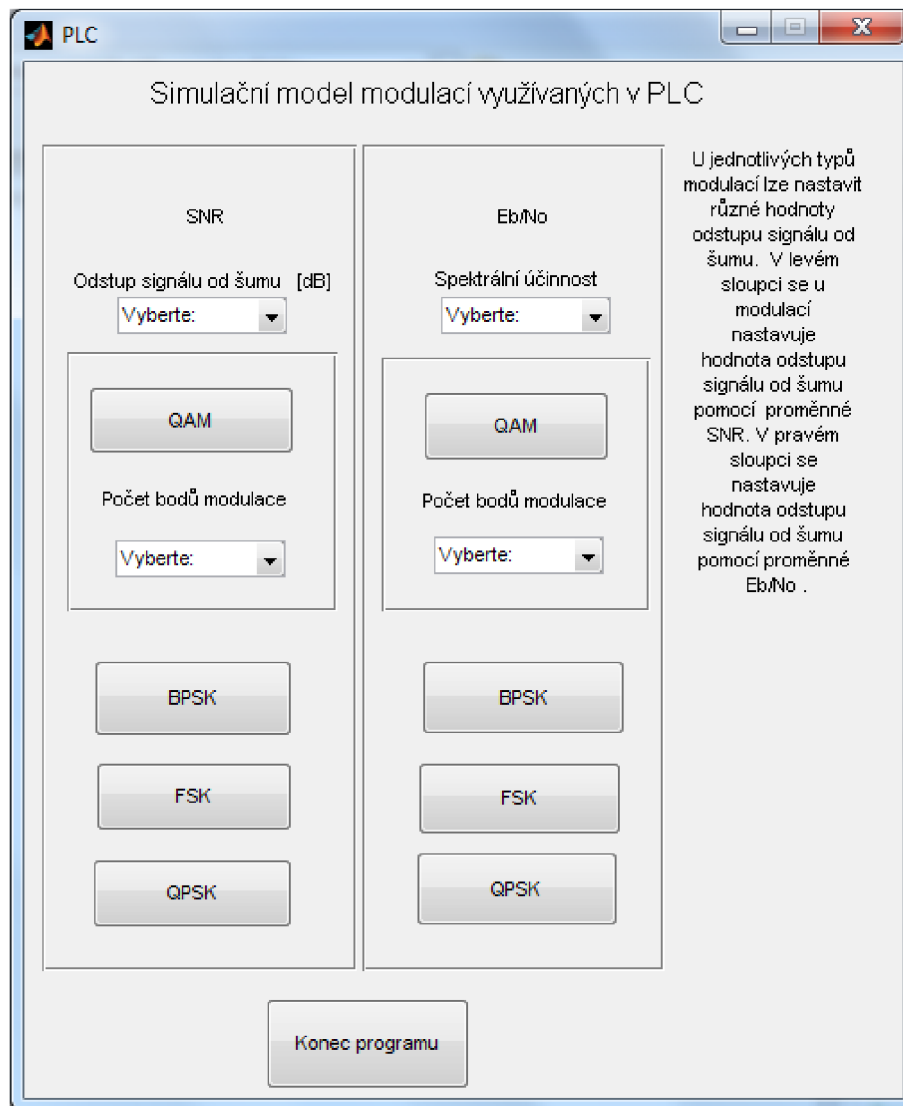 PLC
Simulační model modulací využívaných v PLC
SNR
Odstup signálu od šumu [dB]
Vyberte:
QAM
Počet bodů modulace
Vyberte:
BPSK
FSK
QPSK
Eb/No
Spektrální účinnost
Vyberte:
QAM
Počet bodů modulace
Vyberte:
BPSK
FSK
QPSK
U jednotlivých typů
modulací lze nastavit
různé hodnoty
odstupu signálu od
šumu. V levém
sloupci se u
modulací
nastavuje
hodnota odstupu
signálu od šumu
pomocí proměnné
SNR. V pravém
sloupci se
nastavuje
hodnota odstupu
signálu od šumu
pomocí proměnné
Eb/No .
Konec programu